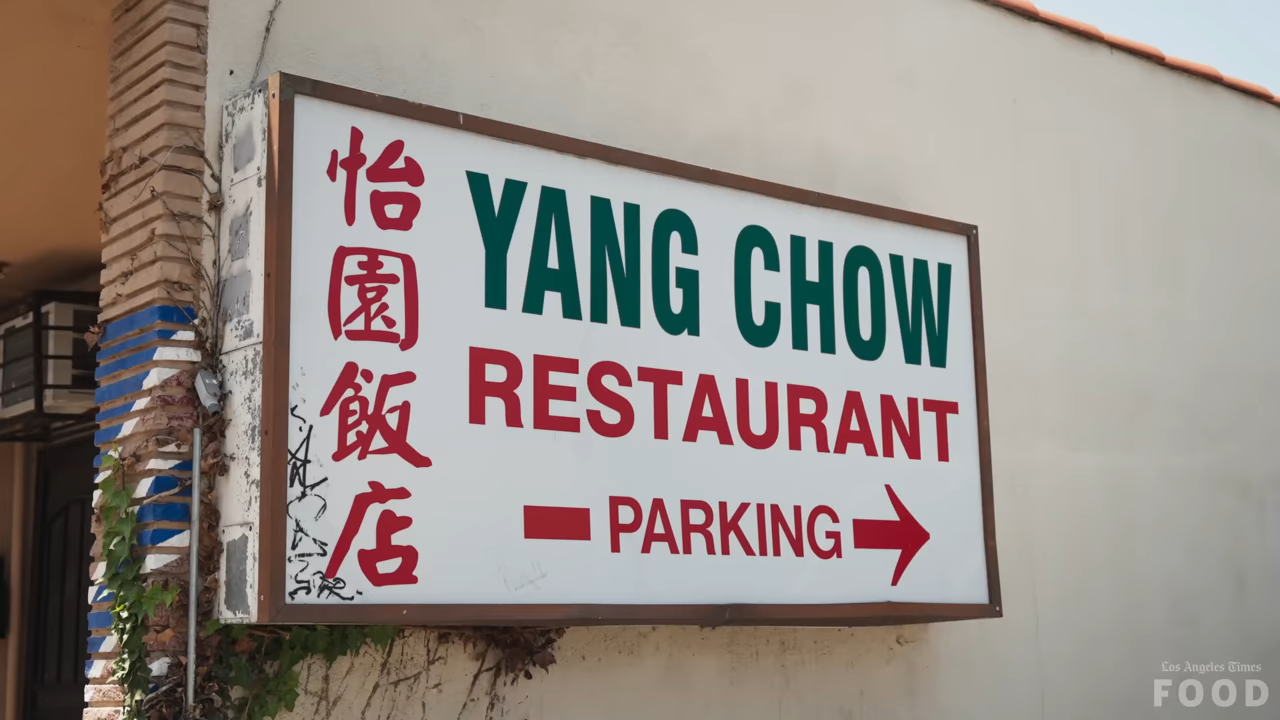 怡園飯店
YANG CHOW
RESTAURANT
PARKING
Los Angeles Times
FOOD